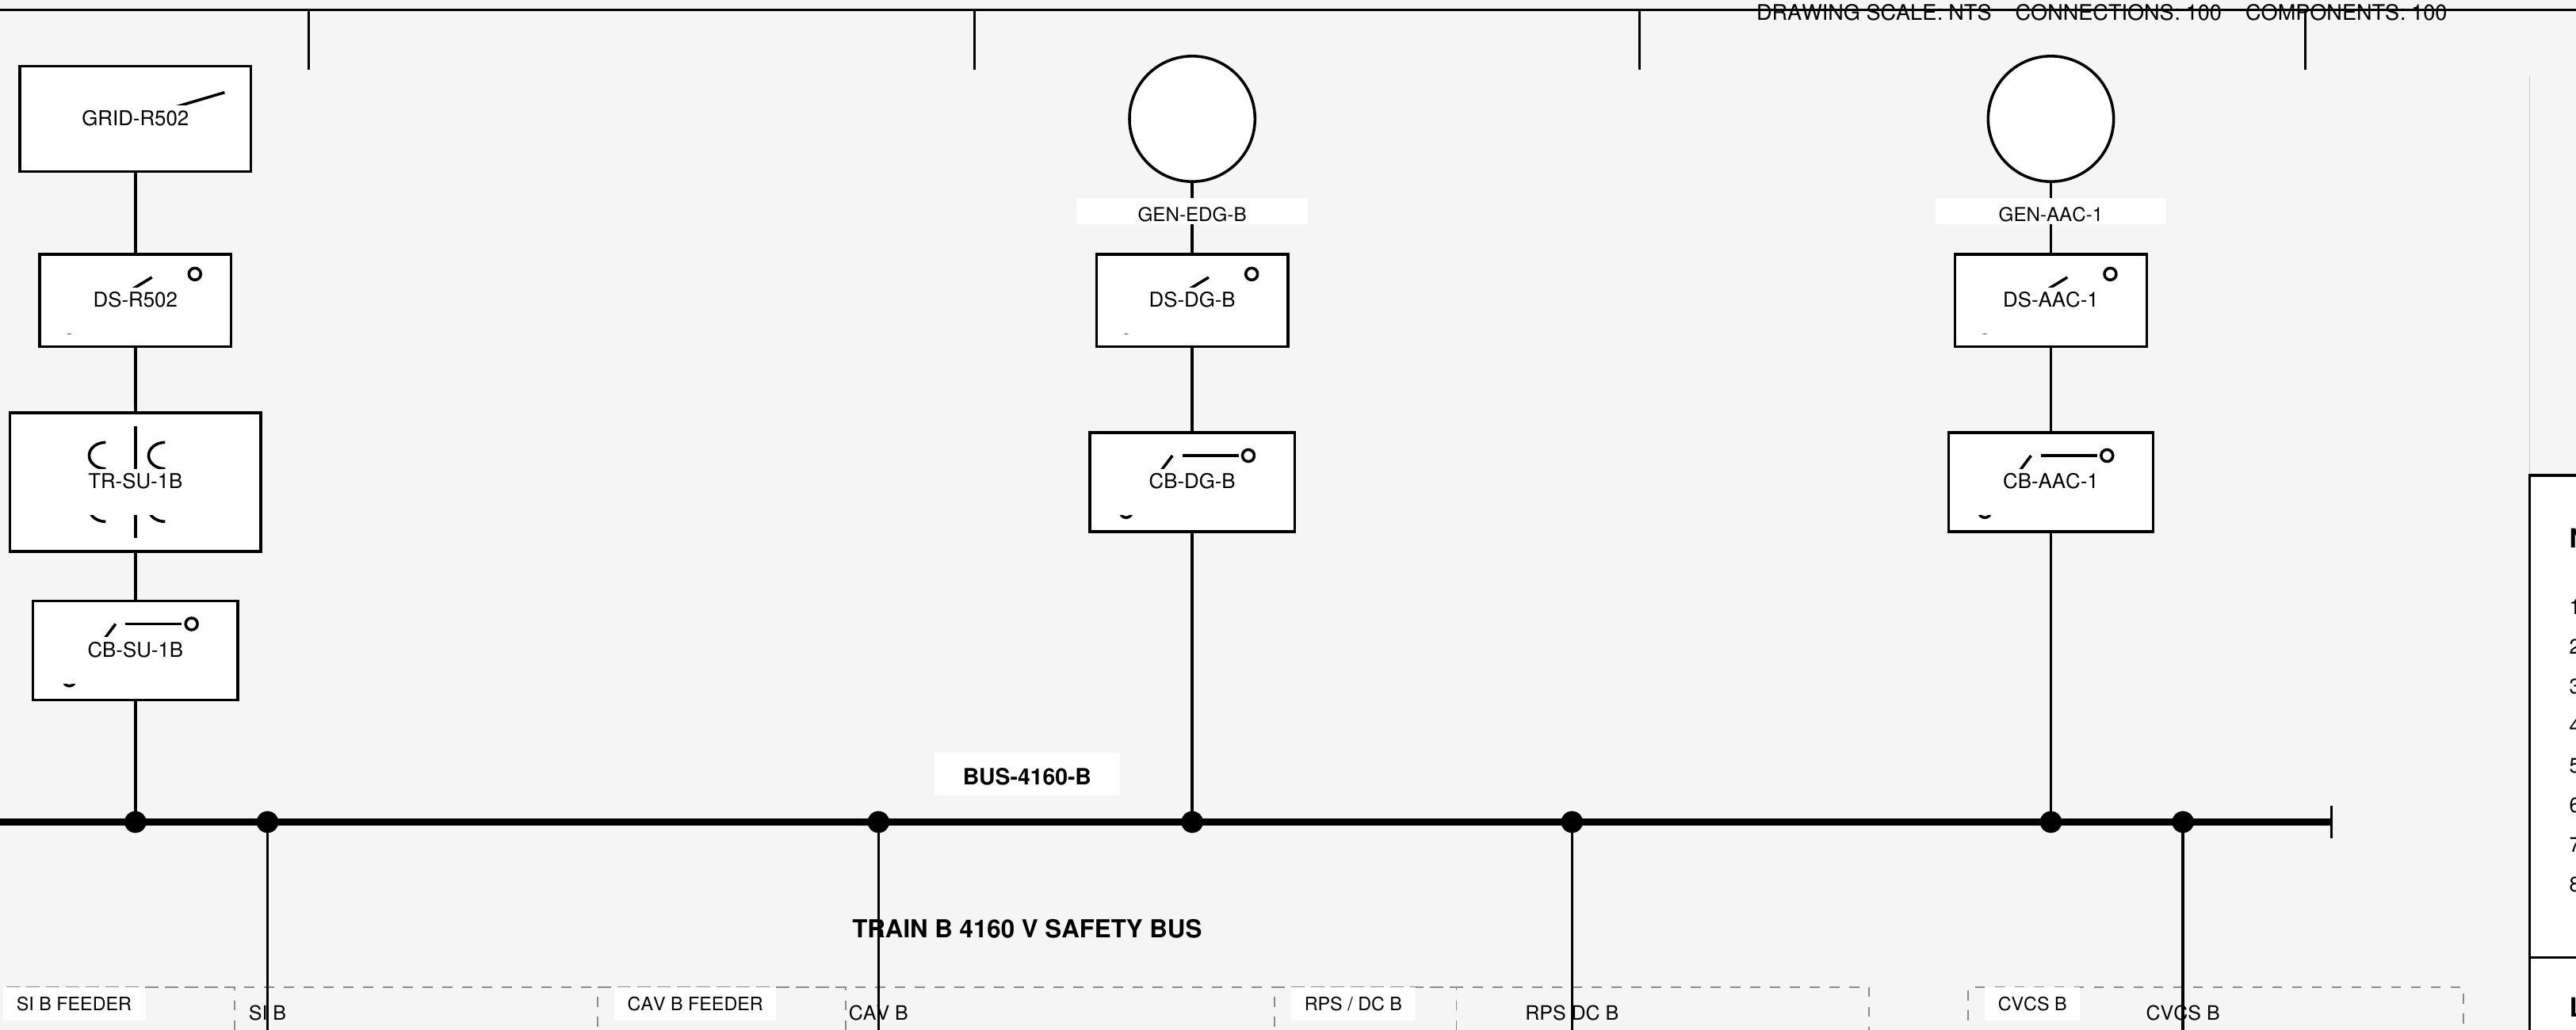 DRAWING SCALE: NTS CONNECTIONS: 100 COMPONENTS: 100
GRID-R502
GEN-EDG-B
GEN-AAC-1
DS-R502
DS-DG-B
DS-AAC-1
TR-SU-1B
CB-DG-B
CB-AAC-1
CB-SU-1B
BUS-4160-B
TRAIN B 4160 V SAFETY BUS
SI B FEEDER
SI B
CAV B FEEDER
CAV B
RPS / DC B
RPS DC B
CVCS B
CVCS B